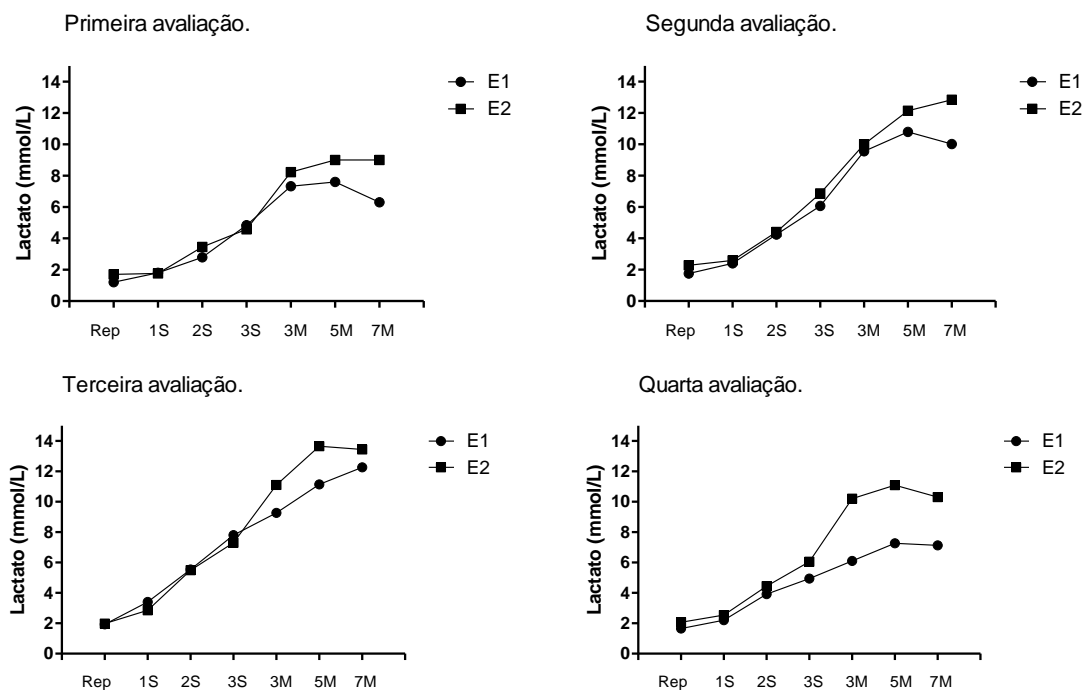 Primeira avaliação.
Lactato (mmol/L)
14
12
10
8
6
4
2
0
Rep 1S 2S 3S 3M 5M 7M
E1
E2
Segunda avaliação.
Lactato (mmol/L)
14
12
10
8
6
4
2
0
Rep 1S 2S 3S 3M 5M 7M
E1
E2
Terceira avaliação.
Lactato (mmol/L)
14
12
10
8
6
4
2
0
Rep 1S 2S 3S 3M 5M 7M
E1
E2
Quarta avaliação.
Lactato (mmol/L)
14
12
10
8
6
4
2
0
Rep 1S 2S 3S 3M 5M 7M
E1
E2